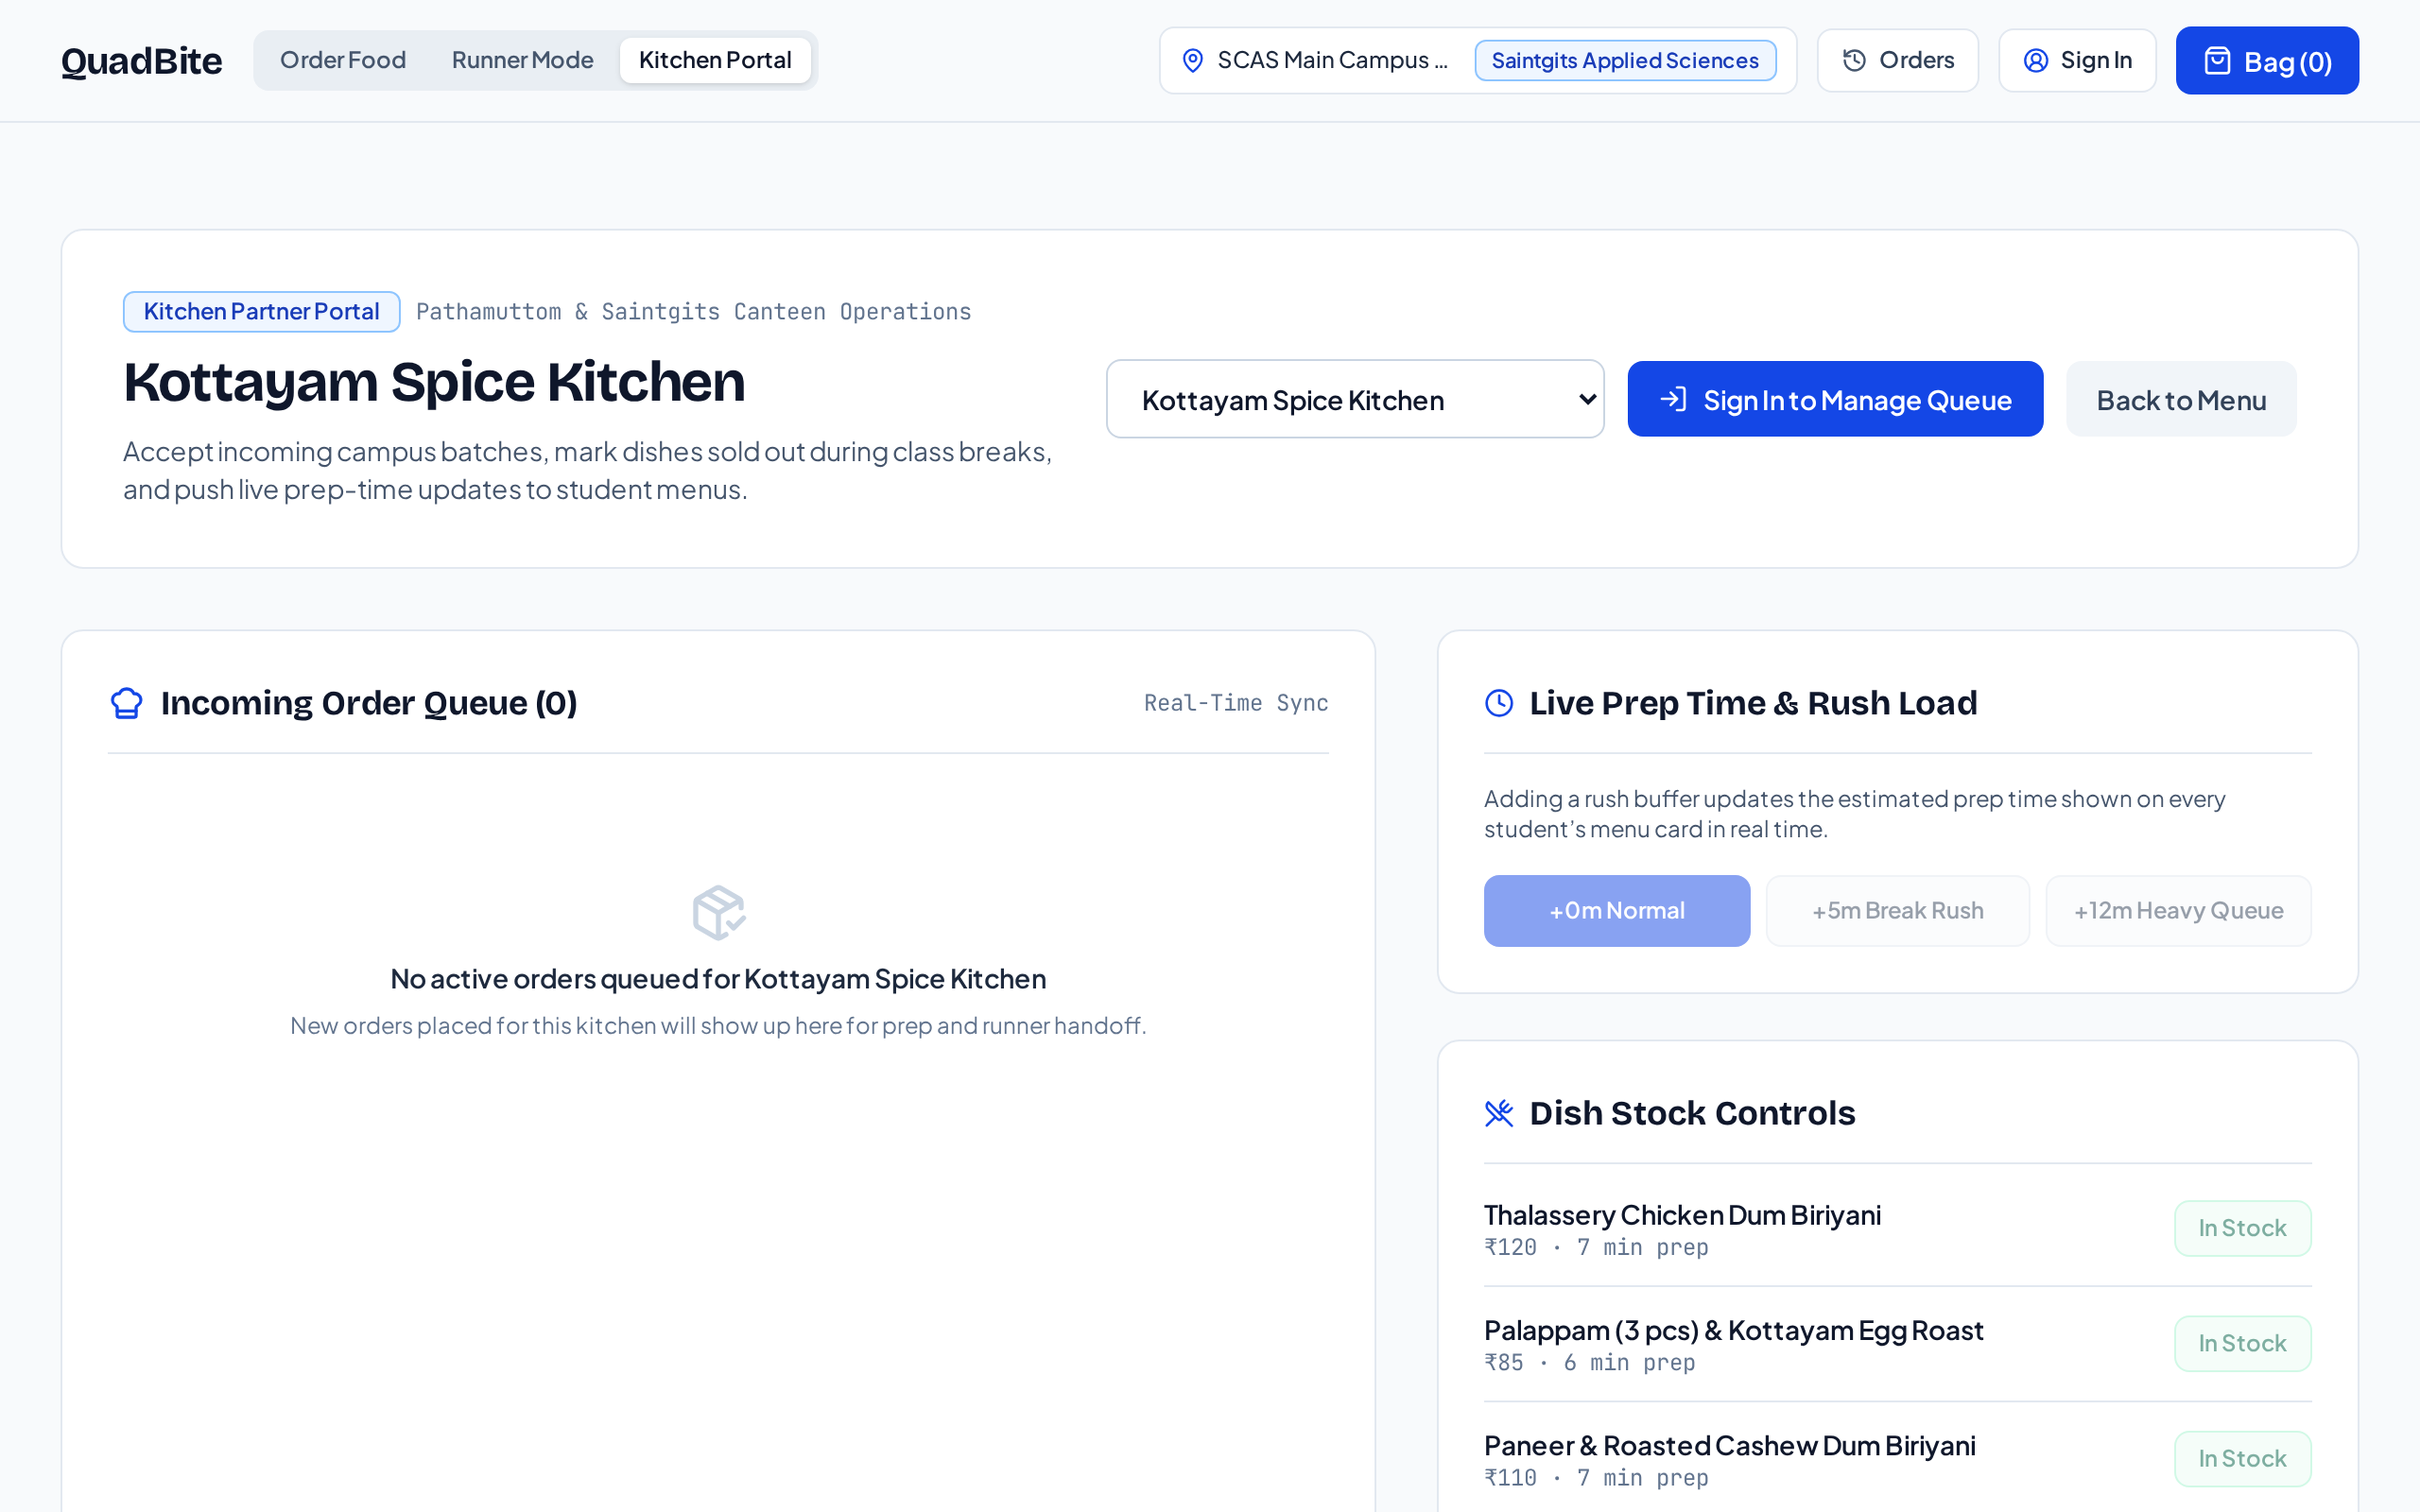 QuadBite
Order Food
Runner Mode
Kitchen Portal
SCAS Main Campus ...
Saintgits Applied Sciences
Orders
Sign In
Bag (0)
Kitchen Partner Portal
Pathamuttom & Saintgits Canteen Operations
Kottayam Spice Kitchen
Accept incoming campus batches, mark dishes sold out during class breaks,
and push live prep-time updates to student menus.
Kottayam Spice Kitchen
Sign In to Manage Queue
Back to Menu
Incoming Order Queue (0)
Real-Time Sync
No active orders queued for Kottayam Spice Kitchen
New orders placed for this kitchen will show up here for prep and runner handoff.
Live Prep Time & Rush Load
Adding a rush buffer updates the estimated prep time shown on every
student’s menu card in real time.
+0m Normal
+5m Break Rush
+12m Heavy Queue
Dish Stock Controls
Thalassery Chicken Dum Biriyani
₹120 · 7 min prep
In Stock
Palappam (3 pcs) & Kottayam Egg Roast
₹85 · 6 min prep
In Stock
Paneer & Roasted Cashew Dum Biriyani
₹110 · 7 min prep
In Stock